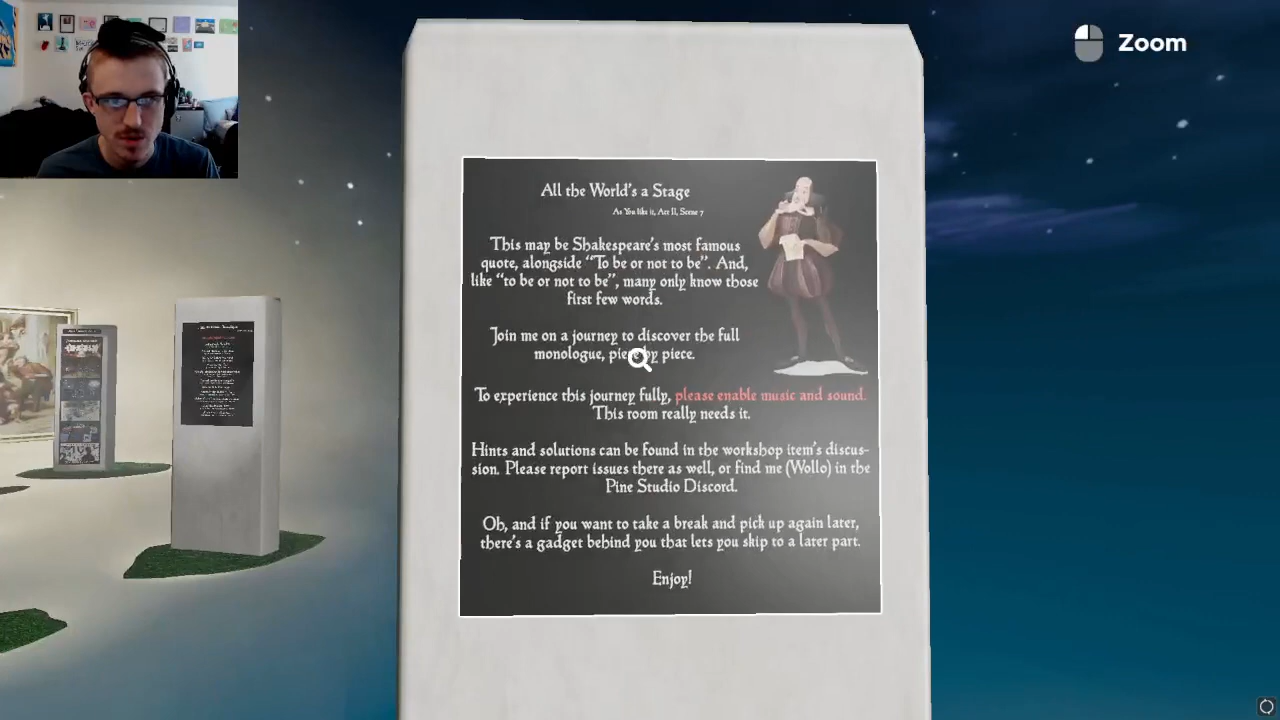 Zoom
All the World's a Stage
As You like it, Act II, Scene 7
This may be Shakespeare's most famous
quote, alongside "To be or not to be". And,
like "to be or not to be", many only know those
first few words.
Join me on a journey to discover the full
monologue, piece by piece.
To experience this journey fully, please enable music and sound.
This room really needs it.
Hints and solutions can be found in the workshop item's discus-
sion. Please report issues there as well, or find me (Wollo) in the
Pine Studio Discord.
Oh, and if you want to take a break and pick up again later,
there's a gadget behind you that lets you skip to a later part.
Enjoy!